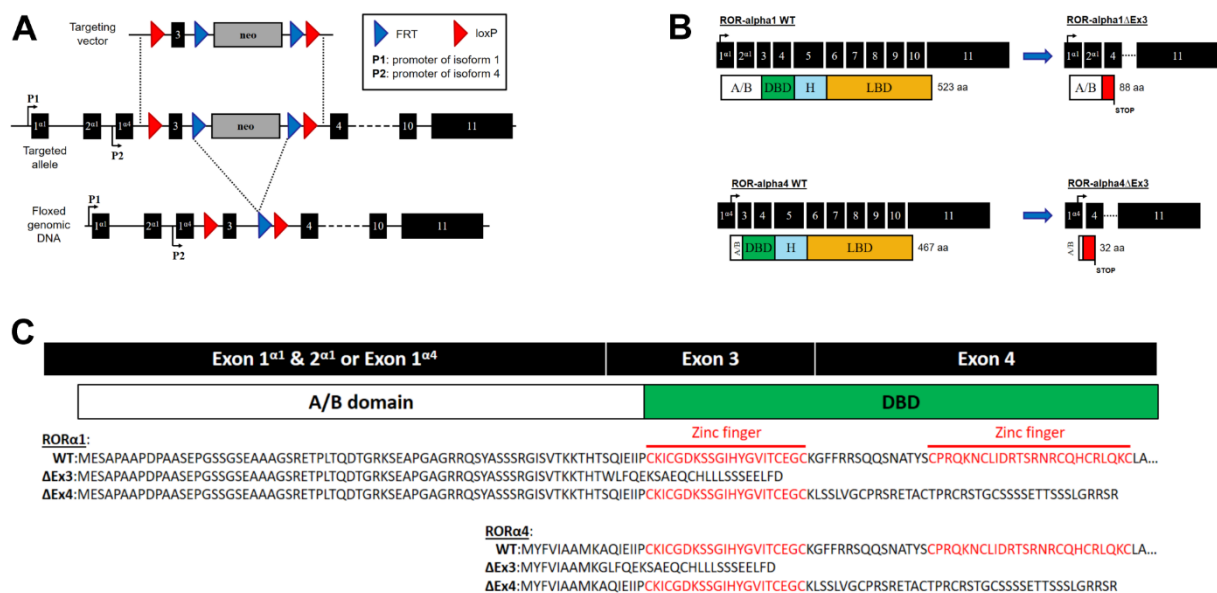 A
Targeting vector
3
neo
FRT
loxP
P1: promoter of isoform 1
P2: promoter of isoform 4
P1
1α1
2α1
1α4
3
neo
4
10
11
Targeted allele
P2
Floxed genomic DNA
P1
1α1
2α1
1α4
3
4
10
11
P2
B
ROR-alpha1 WT
1α1 2α1 3 4 5 6 7 8 9 10 11
A/B DBD H LBD 523 aa
ROR-alpha1ΔEx3
1α1 2α1 4 11
A/B 88 aa
STOP
ROR-alpha4 WT
1α4 3 4 5 6 7 8 9 10 11
A/B DBD H LBD 467 aa
ROR-alpha4ΔEx3
1α4 4 11
A/B 32 aa
STOP
C
Exon 1α1 & 2α1 or Exon 1α4 Exon 3 Exon 4
A/B domain DBD
RORα1: Zinc finger Zinc finger
WT:MESAPAAPDPAASEPGSSGSEAAAGSRETPLTQDTGRKSEAPGAGRRQSYASSSRGISVTKKTHTSQIEIIPCKICGDKSSGIHYGVITCEGCKGFFRRSQQSNATYSCPRQKNCLIDRTSRNRCQHCRLQKCLA...
ΔEx3:MESAPAAPDPAASEPGSSGSEAAAGSRETPLTQDTGRKSEAPGAGRRQSYASSSRGISVTKKTHTWLFQEKSAEQCHLLLSSSEELFD
ΔEx4:MESAPAAPDPAASEPGSSGSEAAAGSRETPLTQDTGRKSEAPGAGRRQSYASSSRGISVTKKTHTSQIEIIPCKICGDKSSGIHYGVITCEGCKLSSLVGCPRSRETACTPRCRSTGCSSSSETTSSSLGRRSR
RORα4:
WT:MYFVIAAMKAQIEIIPCKICGDKSSGIHYGVITCEGCKGFFRRSQQSNATYSCPRQKNCLIDRTSRNRCQHCRLQKCLA...
ΔEx3:MYFVIAAMKGLFQEKSAEQCHLLLSSSEELFD
ΔEx4:MYFVIAAMKAQIEIIPCKICGDKSSGIHYGVITCEGCKLSSLVGCPRSRETACTPRCRSTGCSSSSETTSSSLGRRSR